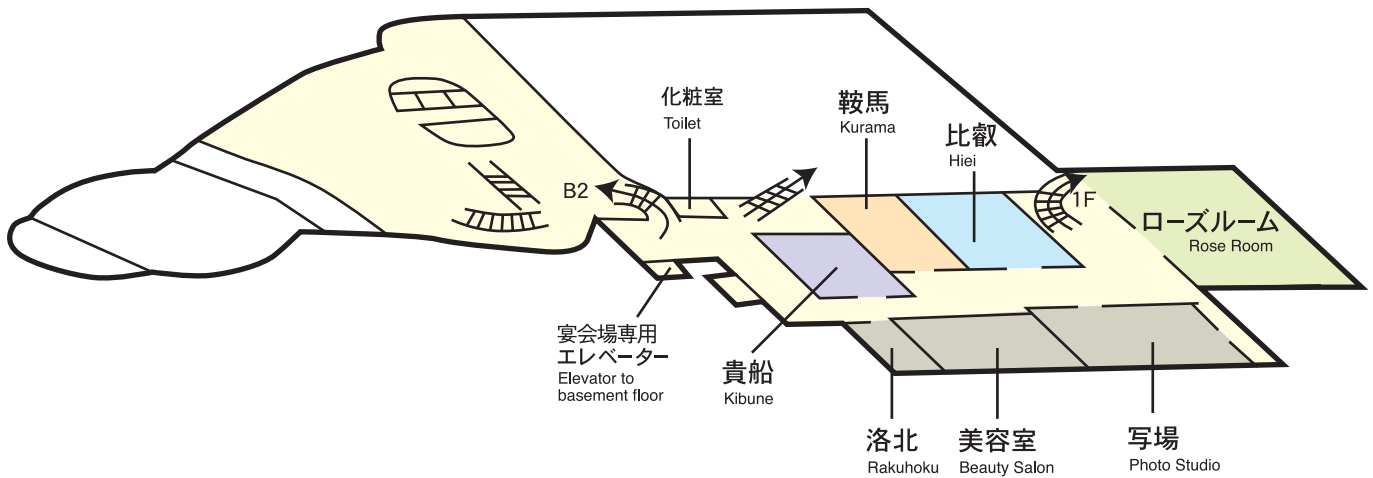 化粧室
Toilet
鞍馬
Kurama
比叡
Hiei
B2
1F
ローズルーム
Rose Room
宴会場専用
エレベーター
Elevator to
basement floor
貴船
Kibune
洛北
Rakuhoku
美容室
Beauty Salon
写場
Photo Studio